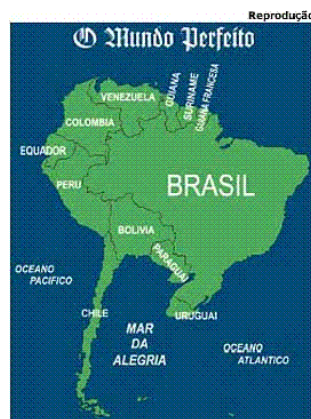 Reprodução
O Mundo Perfeito
VENEZUELA
GUIANA
SURINAME
GUIANA FRANCESA
COLOMBIA
EQUADOR
PERU
BRASIL
BOLIVIA
PARAGUAI
OCEANO
PACIFICO
CHILE
URUGUAI
MAR
DA
ALEGRIA
OCEANO
ATLANTICO